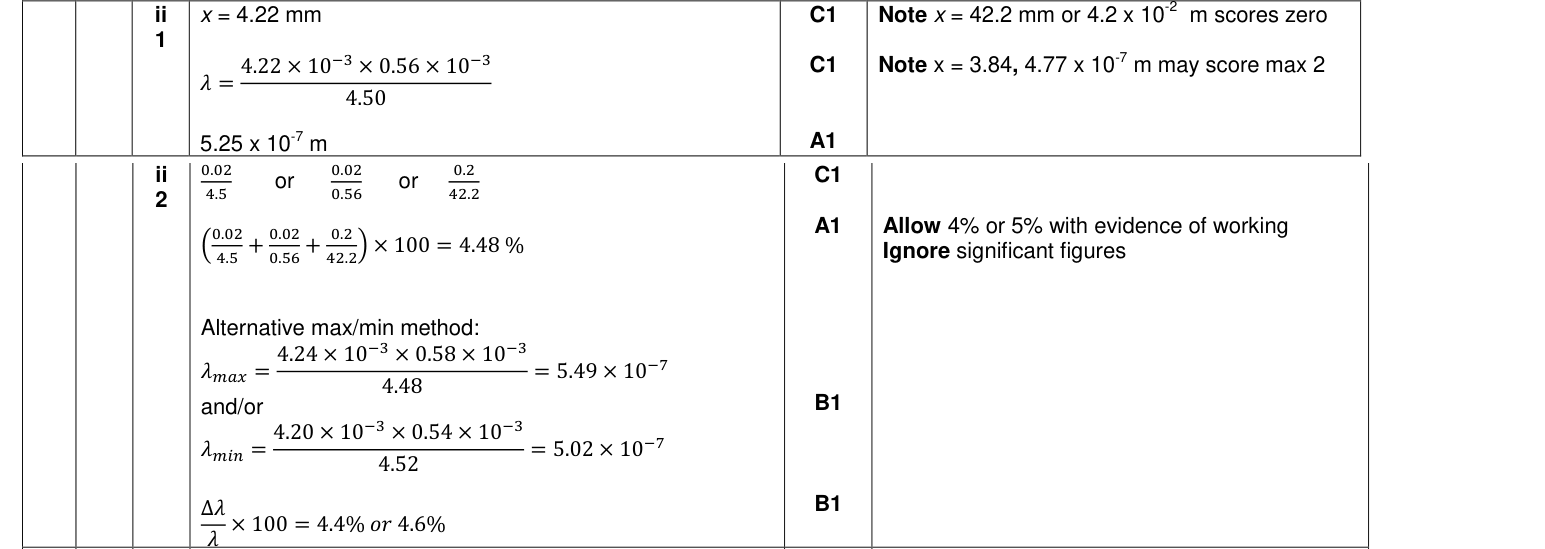 ii x = 4.22 mm C1 Note x = 42.2 mm or 4.2 x 10⁻² m scores zero
1
λ = (4.22 × 10⁻³ × 0.56 × 10⁻³)/4.50 C1 Note x = 3.84, 4.77 x 10⁻⁷ m may score max 2
5.25 x 10⁻⁷ m A1
ii 0.02/4.5 or 0.02/0.56 or 0.2/42.2 C1
2
(0.02/4.5 + 0.02/0.56 + 0.2/42.2) × 100 = 4.48 % A1 Allow 4% or 5% with evidence of working
Ignore significant figures
Alternative max/min method:
λmax = (4.24 × 10⁻³ × 0.58 × 10⁻³)/4.48 = 5.49 × 10⁻⁷
and/or B1
λmin = (4.20 × 10⁻³ × 0.54 × 10⁻³)/4.52 = 5.02 × 10⁻⁷
Δλ/λ × 100 = 4.4% or 4.6% B1